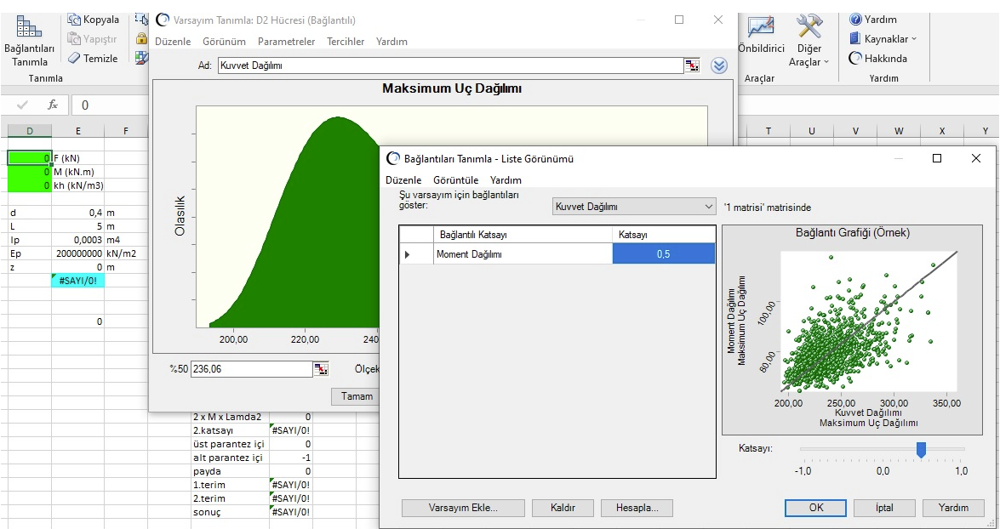 Kopyala
Yapıştır
Temizle
Bağlantıları
Tanımla
Tanımla
Varsayım Tanımla: D2 Hücresi (Bağlantılı)
Düzenle Görünüm Parametreler Tercihler Yardım
Ad: Kuvvet Dağılımı
Maksimum Uç Dağılımı
Olasılık
200,00 220,00 240
%50 236,06 Ölçek
Tamam
Önbildirici
Diğer
Araçlar
Araçlar
Yardım
Kaynaklar
Hakkında
Yardım
fx 0
D E F T U V W X Y
0 F (kN)
0 M (kN.m)
0 kh (kN/m3)
d 0,4 m
L 5 m
Ip 0,0003 m4
Ep 200000000 kN/m2
z 0 m
#SAYI/0!
0
2 x M x Lamda2 0
2.katsayı #SAYI/0!
üst parantez içi 0
alt parantez içi -1
payda 0
1.terim #SAYI/0!
2.terim #SAYI/0!
sonuç #SAYI/0!
Bağlantıları Tanımla - Liste Görünümü
Düzenle Görüntüle Yardım
Şu varsayım için bağlantıları
göster:
Kuvvet Dağılımı '1 matrisi' matrisinde
Bağlantılı Katsayı Katsayı
Moment Dağılımı 0,5
Bağlantı Grafiği (Örnek)
Moment Dağılımı
Maksimum Uç Dağılımı
100,00
80,00
200,00 250,00 300,00 350,00
Kuvvet Dağılımı
Maksimum Uç Dağılımı
Katsayı:
-1,0 0,0 1,0
Varsayım Ekle... Kaldır Hesapla... OK İptal Yardım